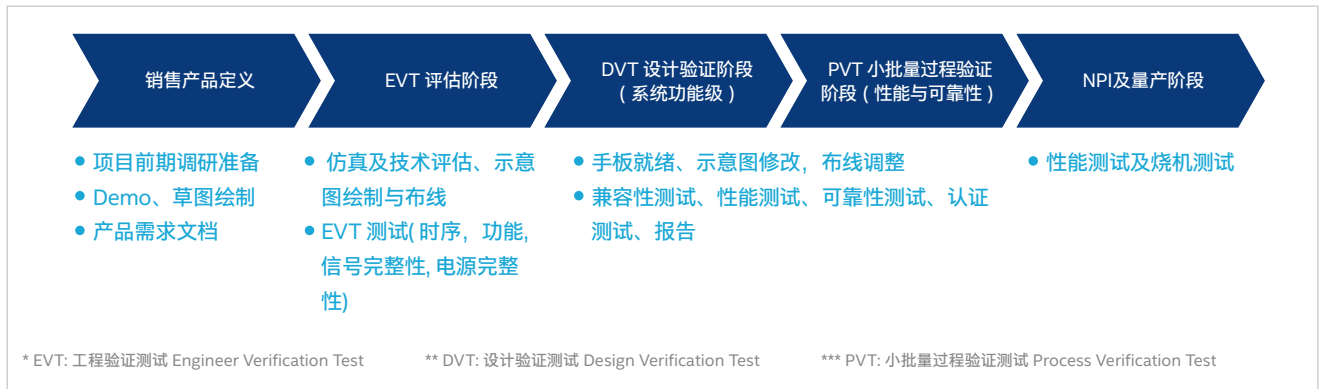 销售产品定义
EVT 评估阶段
DVT 设计验证阶段
( 系统功能级 )
PVT 小批量过程验证
阶段 ( 性能与可靠性 )
NPI及量产阶段
● 项目前期调研准备
● Demo、草图绘制
● 产品需求文档
● 仿真及技术评估、示意
图绘制与布线
● EVT 测试( 时序，功能,
信号完整性, 电源完整
性)
● 手板就绪、示意图修改，布线调整
● 兼容性测试、性能测试、可靠性测试、认证
测试、报告
● 性能测试及烧机测试
* EVT: 工程验证测试 Engineer Verification Test
** DVT: 设计验证测试 Design Verification Test
*** PVT: 小批量过程验证测试 Process Verification Test